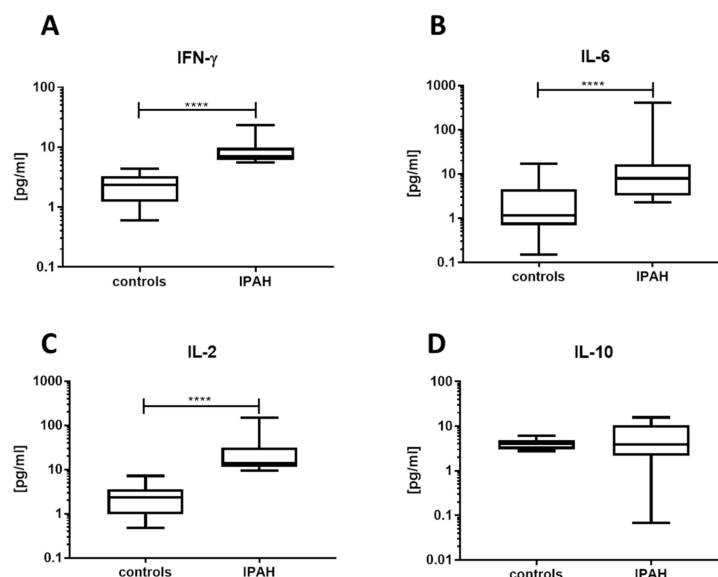 A
IFN-γ
[pg/ml]
100
10
1
0.1
****
controls
IPAH
B
IL-6
[pg/ml]
1000
100
10
1
0.1
****
controls
IPAH
C
IL-2
[pg/ml]
1000
100
10
1
0.1
****
controls
IPAH
D
IL-10
[pg/ml]
100
10
1
0.1
0.01
controls
IPAH